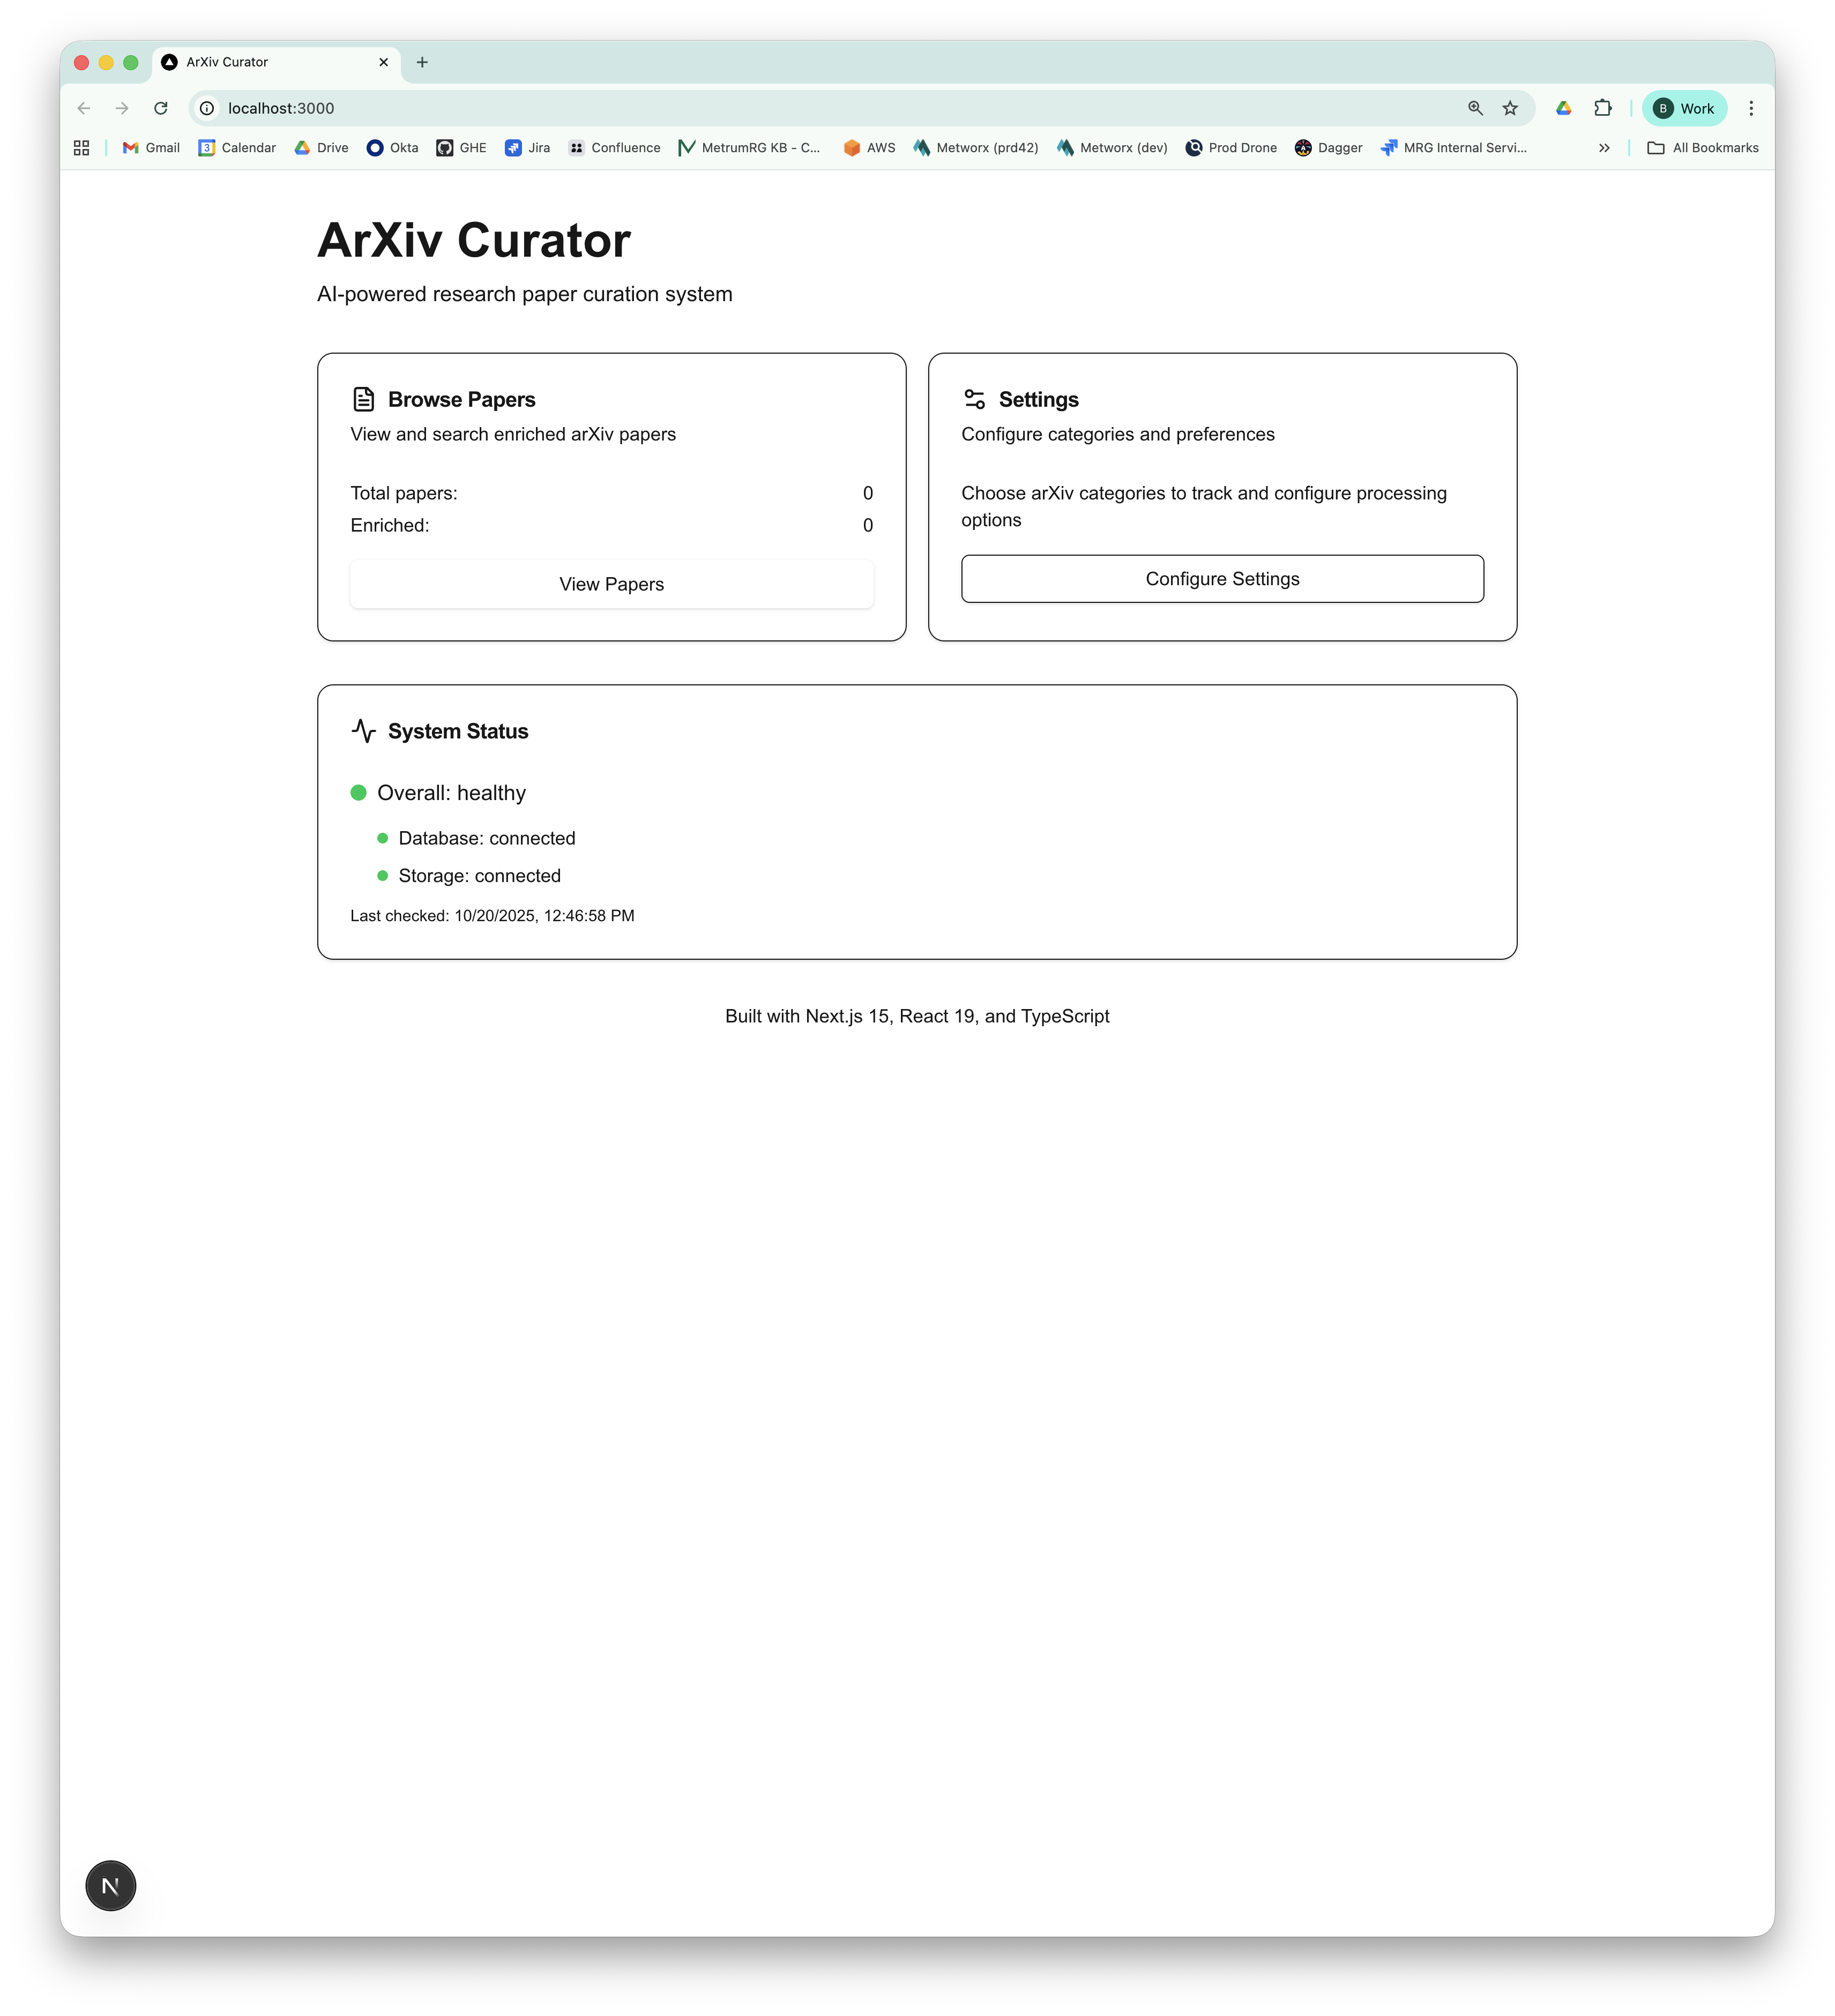 ArXiv Curator
localhost:3000
Work
B
Gmail
3
Calendar
Drive
Okta
GHE
Jira
Confluence
MetrumRG KB - C...
AWS
Metworx (prd42)
Metworx (dev)
Prod Drone
Dagger
MRG Internal Servi...
All Bookmarks
ArXiv Curator
AI-powered research paper curation system
Browse Papers
View and search enriched arXiv papers
Total papers: 0
Enriched: 0
View Papers
Settings
Configure categories and preferences
Choose arXiv categories to track and configure processing
options
Configure Settings
System Status
Overall: healthy
Database: connected
Storage: connected
Last checked: 10/20/2025, 12:46:58 PM
Built with Next.js 15, React 19, and TypeScript
N